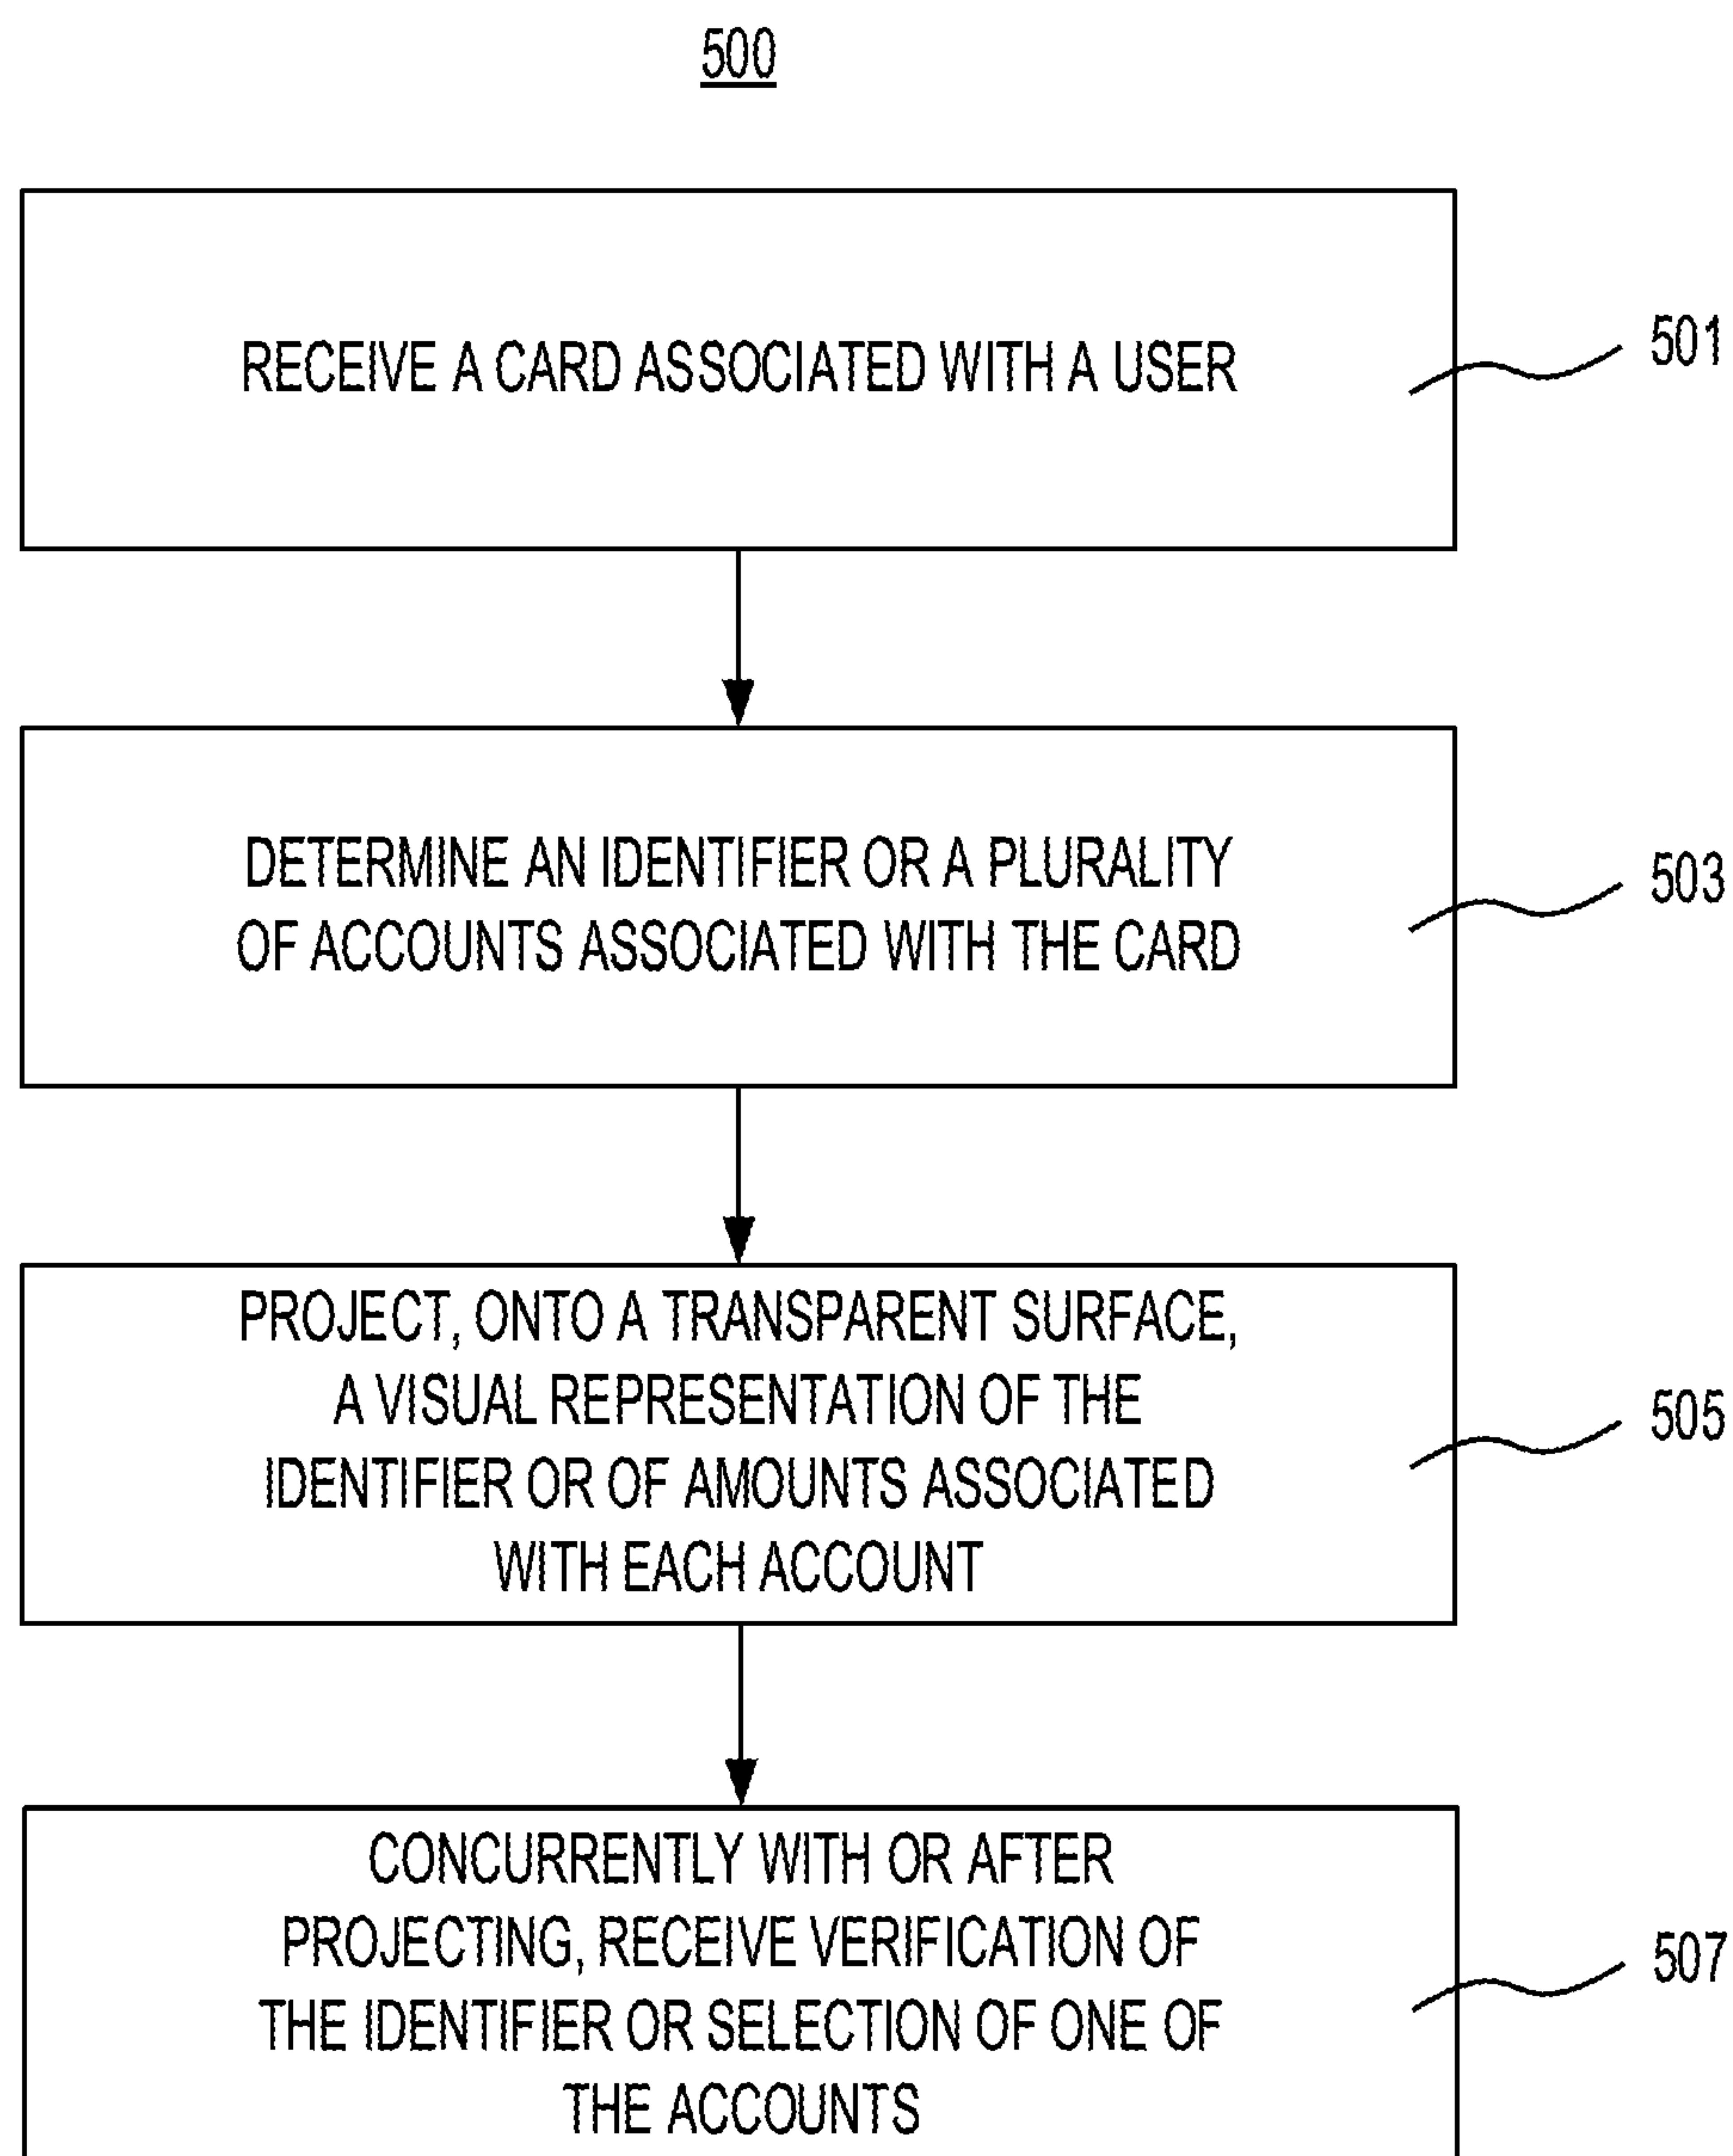 500
RECEIVE A CARD ASSOCIATED WITH A USER
501
DETERMINE AN IDENTIFIER OR A PLURALITY
OF ACCOUNTS ASSOCIATED WITH THE CARD
503
PROJECT, ONTO A TRANSPARENT SURFACE,
A VISUAL REPRESENTATION OF THE
IDENTIFIER OR OF AMOUNTS ASSOCIATED
WITH EACH ACCOUNT
505
CONCURRENTLY WITH OR AFTER
PROJECTING, RECEIVE VERIFICATION OF
THE IDENTIFIER OR SELECTION OF ONE OF
THE ACCOUNTS
507